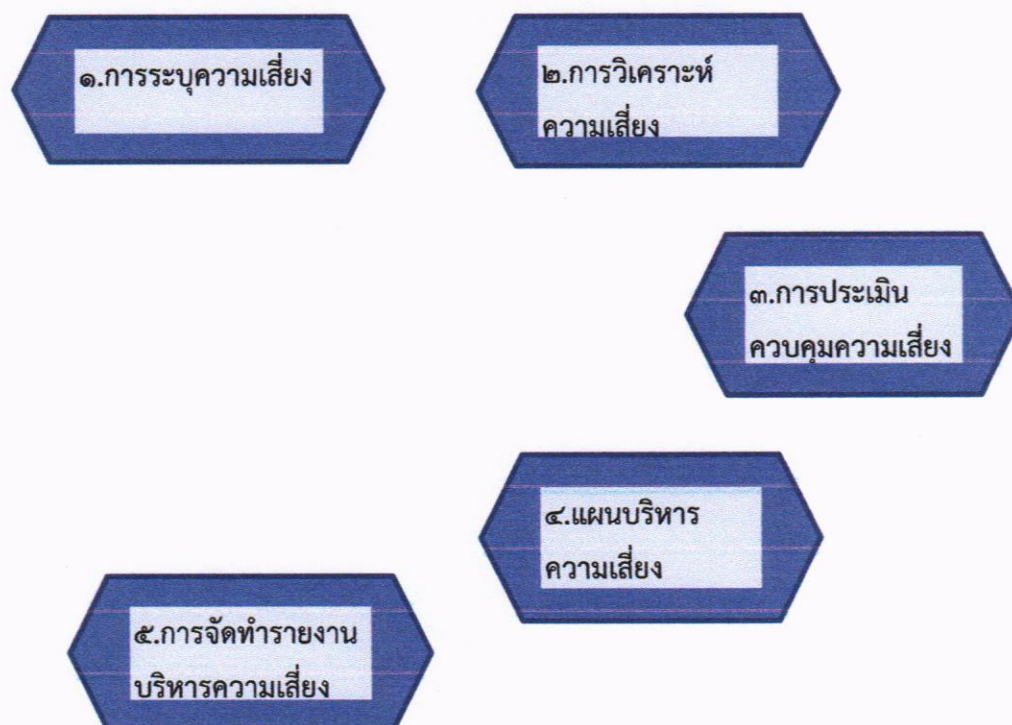 ๑.การระบุความเสี่ยง
๒.การวิเคราะห์
ความเสี่ยง
๓.การประเมิน
ควบคุมความเสี่ยง
๔.แผนบริหาร
ความเสี่ยง
๕.การจัดทำรายงาน
บริหารความเสี่ยง